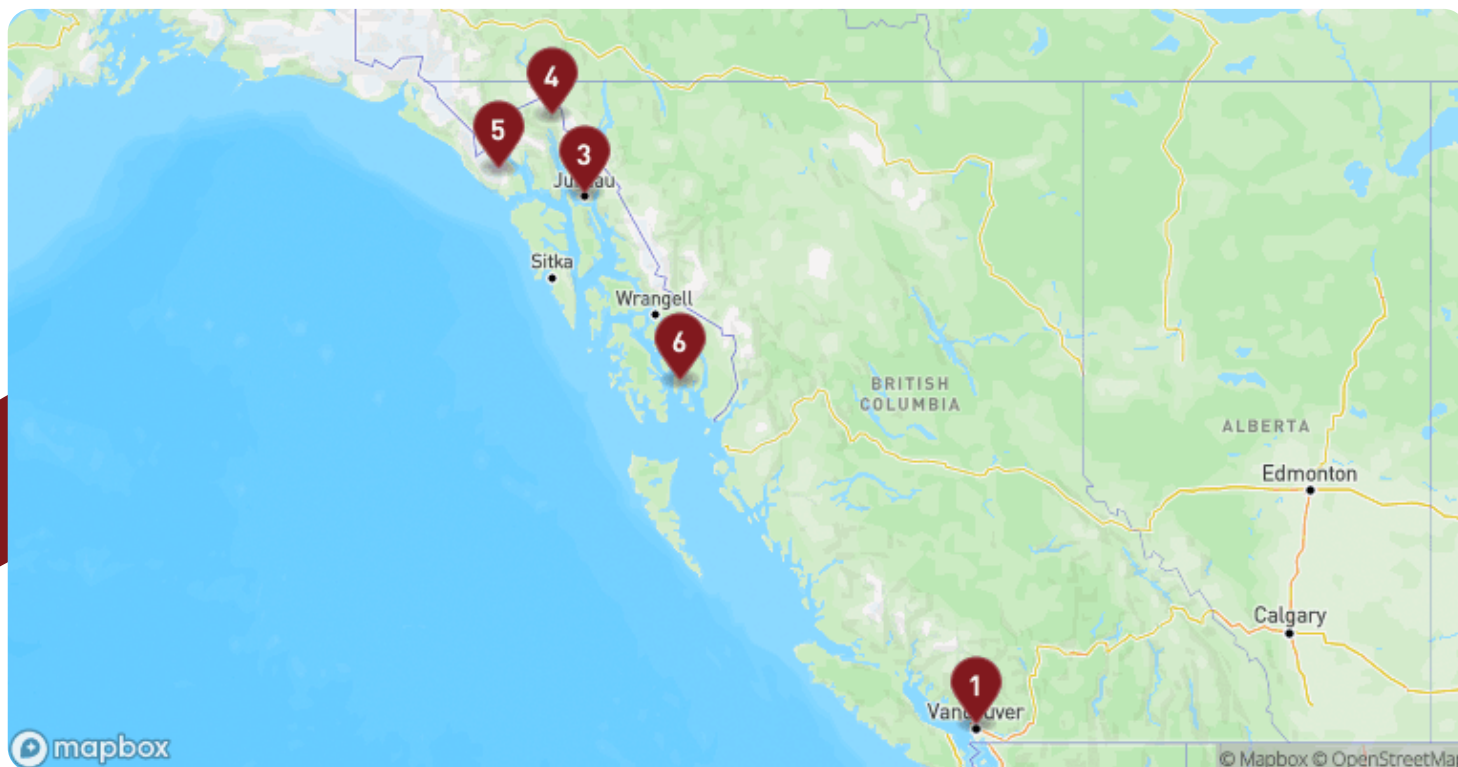 4
5
3
Juneau
Sitka
Wrangell
6
BRITISH
COLUMBIA
ALBERTA
Edmonton
Calgary
1
Vancouver
mapbox
© Mapbox © OpenStreetMap